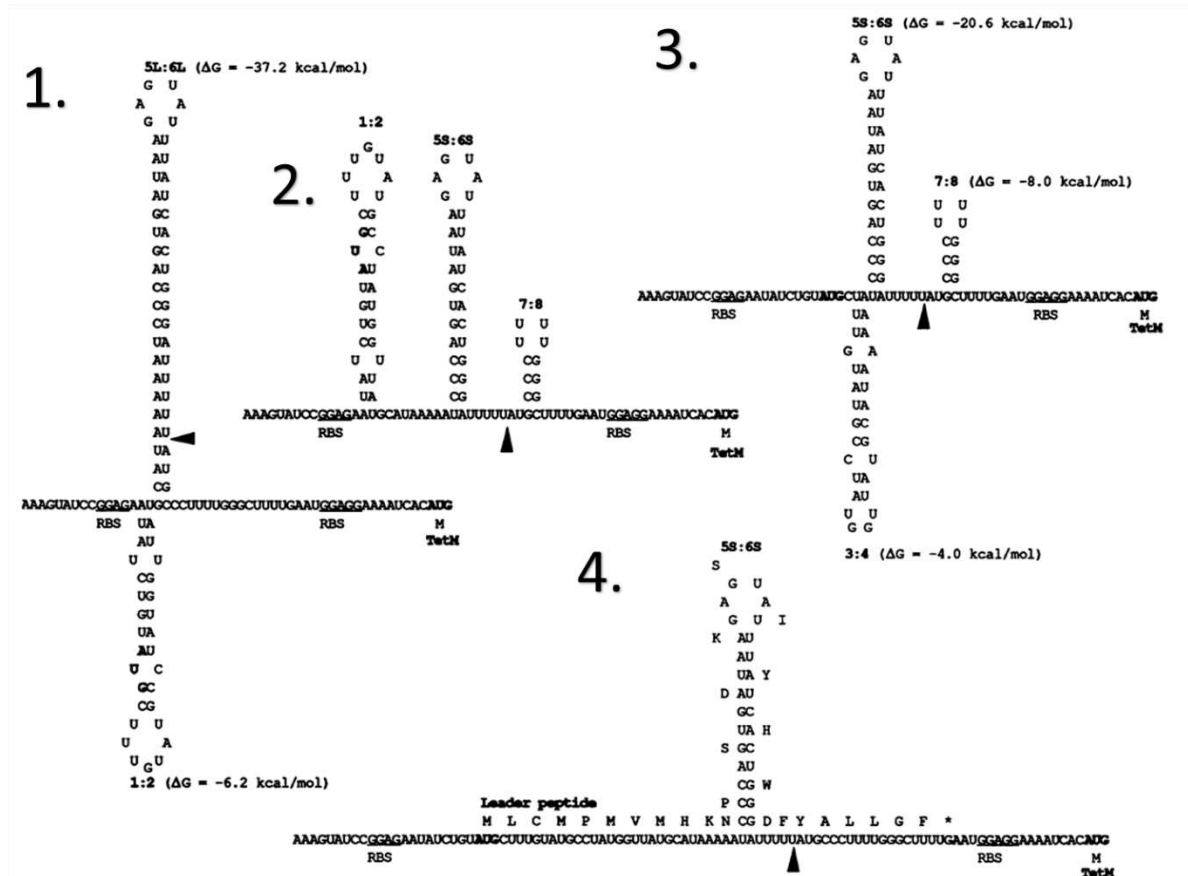 1.
5L:6L (ΔG = -37.2 kcal/mol)
G U
A A
G U
AU
AU
UA
AU
GC
UA
GC
AU
CG
CG
CG
UA
AU
AU
AU
AU
AU
UA
AU
CG
AAAGUAUCCGGAGAAUGCCCUUUUGGGCUUUUGAAUGGAGGAAAAUCACAUG
RBS RBS M
TetM
UA
AU
U U
CG
UG
GU
UA
AU
U C
GC
CG
U U
U A
U G U
1:2 (ΔG = -6.2 kcal/mol)
2.
1:2
G
U U
U A
U U
CG
GC
U C
AU
UA
GU
UG
CG
U U
AU
UA
5S:6S
G U
A A
G U
AU
AU
UA
AU
GC
UA
GC
AU
CG
CG
CG
7:8
U U
U U
CG
CG
CG
AAAGUAUCCGGAGAAUGCAUAAAAAUAUUUUUAUGCUUUUGAAUGGAGGAAAAUCACAUG
RBS RBS M
TetM
3.
5S:6S (ΔG = -20.6 kcal/mol)
G U
A A
G U
AU
AU
UA
AU
GC
UA
GC
AU
CG
CG
CG
7:8 (ΔG = -8.0 kcal/mol)
U U
U U
CG
CG
CG
AAAGUAUCCGGAGAAUAUCUGUAUGCUAUAUUUUUAUGCUUUUGAAUGGAGGAAAAUCACAUG
RBS RBS M
TetM
UA
UA
G A
UA
AU
UA
GC
CG
C U
UA
AU
U U
GG
3:4 (ΔG = -4.0 kcal/mol)
4.
5S:6S
S
G U
A A
G U I
K AU
AU
UA Y
D AU
GC
UA H
S GC
AU
CG W
P CG
Leader peptide
M L C M P M V M H K N CG D F Y A L L G F *
AAAGUAUCCGGAGAAUAUCUGUAUGCUUUGUAUGCCUAUGGUUAUGCAUAAAAAUAUUUUUAUGCCCUUUUGGGCUUUUGAAUGGAGGAAAAUCACAUG
RBS RBS M
TetM